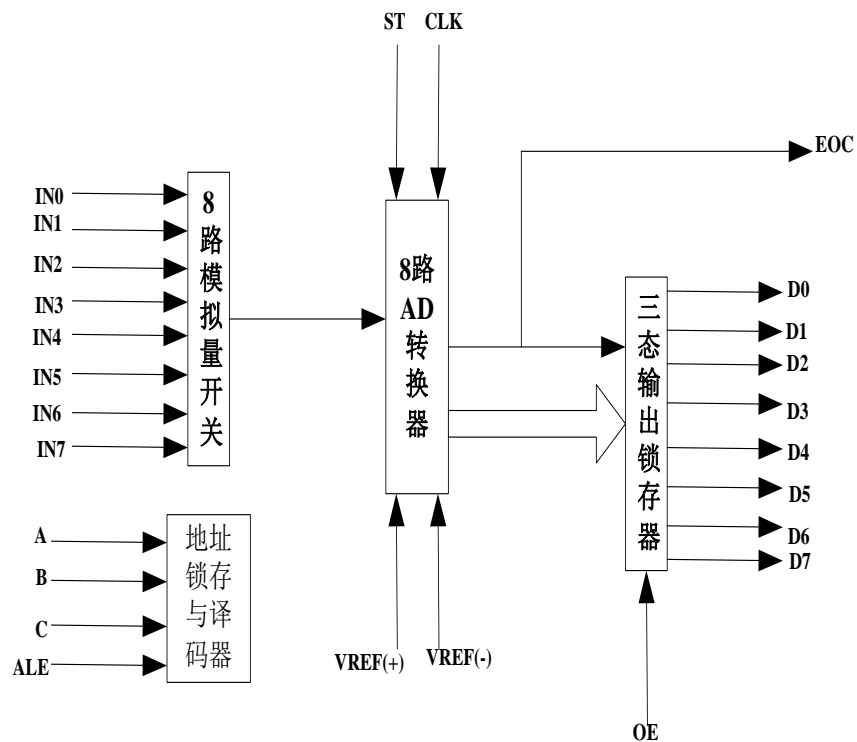 ST
CLK
EOC
IN0
IN1
IN2
IN3
IN4
IN5
IN6
IN7
8
路
模
拟
量
开
关
8路
AD
转
换
器
三
态
输
出
锁
存
器
D0
D1
D2
D3
D4
D5
D6
D7
A
B
C
ALE
地址
锁存
与译
码器
VREF(+)
VREF(-)
OE